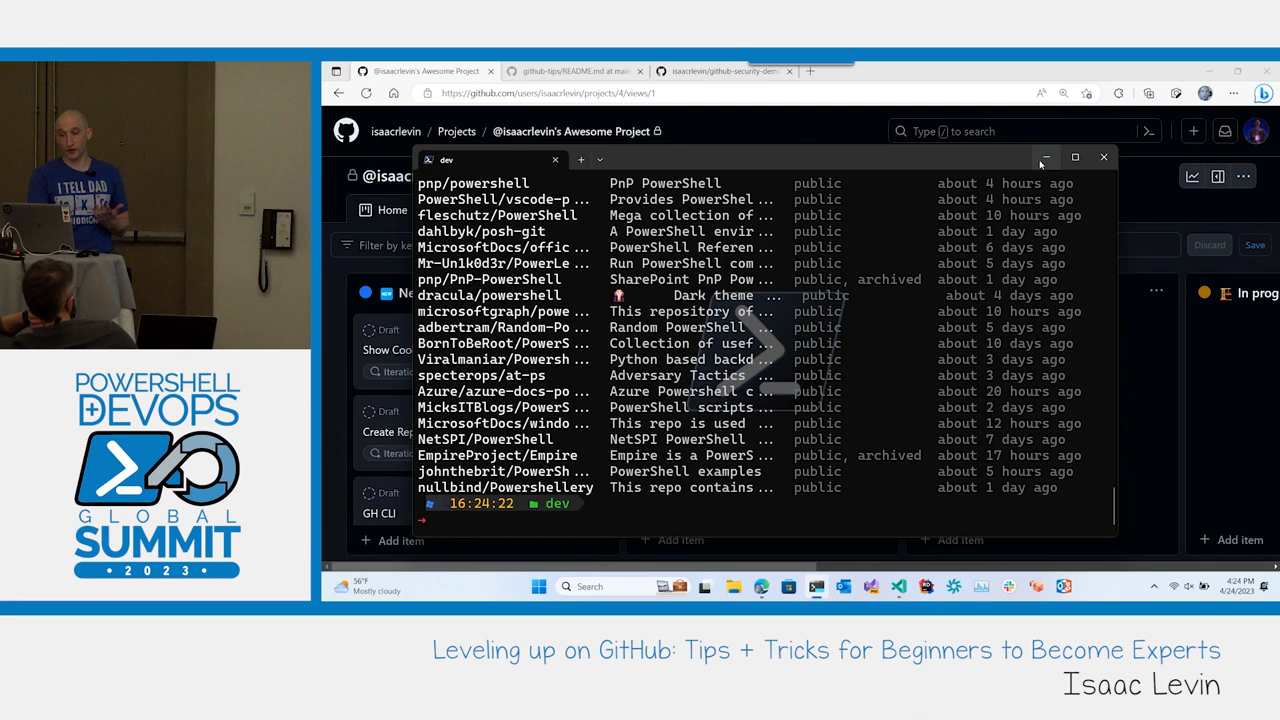 I TELL DAD
POWERSHELL
+DEVOPS
GLOBAL
SUMMIT
• 2023 •
@isaacrlevin's Awesome Project
github-tips/README.md at main
isaacrlevin/github-security-dem
https://github.com/users/isaacrlevin/projects/4/views/1
isaacrlevin
Projects
@isaacrlevin's Awesome Project
Type / to search
@isaa
Home
Filter by ke
Discard
Save
Ne
In prog
Draft
Show Coo
Iteration
Draft
Create Rep
Iteration
Draft
GH CLI
+ Add item
+ Add item
+ Add item
+ Add item
dev
pnp/powershell PnP PowerShell public about 4 hours ago
PowerShell/vscode-p... Provides PowerShel... public about 4 hours ago
fleschutz/PowerShell Mega collection of... public about 10 hours ago
dahlbyk/posh-git A PowerShell envir... public about 1 day ago
MicrosoftDocs/offic... PowerShell Referen... public about 6 days ago
Mr-Un1k0d3r/PowerLe... Run PowerShell com... public about 5 days ago
pnp/PnP-PowerShell SharePoint PnP Pow... public, archived about 1 day ago
dracula/powershell Dark theme ... public about 4 days ago
microsoftgraph/powe... This repository of... public about 10 hours ago
adbertram/Random-Po... Random PowerShell ... public about 5 days ago
BornToBeRoot/PowerS... Collection of usef... public about 10 days ago
Viralmaniar/Powersh... Python based backd... public about 3 days ago
specterops/at-ps Adversary Tactics ... public about 3 days ago
Azure/azure-docs-po... Azure Powershell c... public about 20 hours ago
MicksITBlogs/PowerS... PowerShell scripts... public about 2 days ago
MicrosoftDocs/windo... This repo is used ... public about 12 hours ago
NetSPI/PowerShell NetSPI PowerShell ... public about 7 days ago
EmpireProject/Empire Empire is a PowerS... public, archived about 17 hours ago
johnthebrit/PowerSh... PowerShell examples public about 5 hours ago
nullbind/Powershellery This repo contains... public about 1 day ago
16:24:22 dev
56°F
Mostly cloudy
Search
4:24 PM
4/24/2023
Leveling up on GitHub: Tips + Tricks for Beginners to Become Experts
Isaac Levin